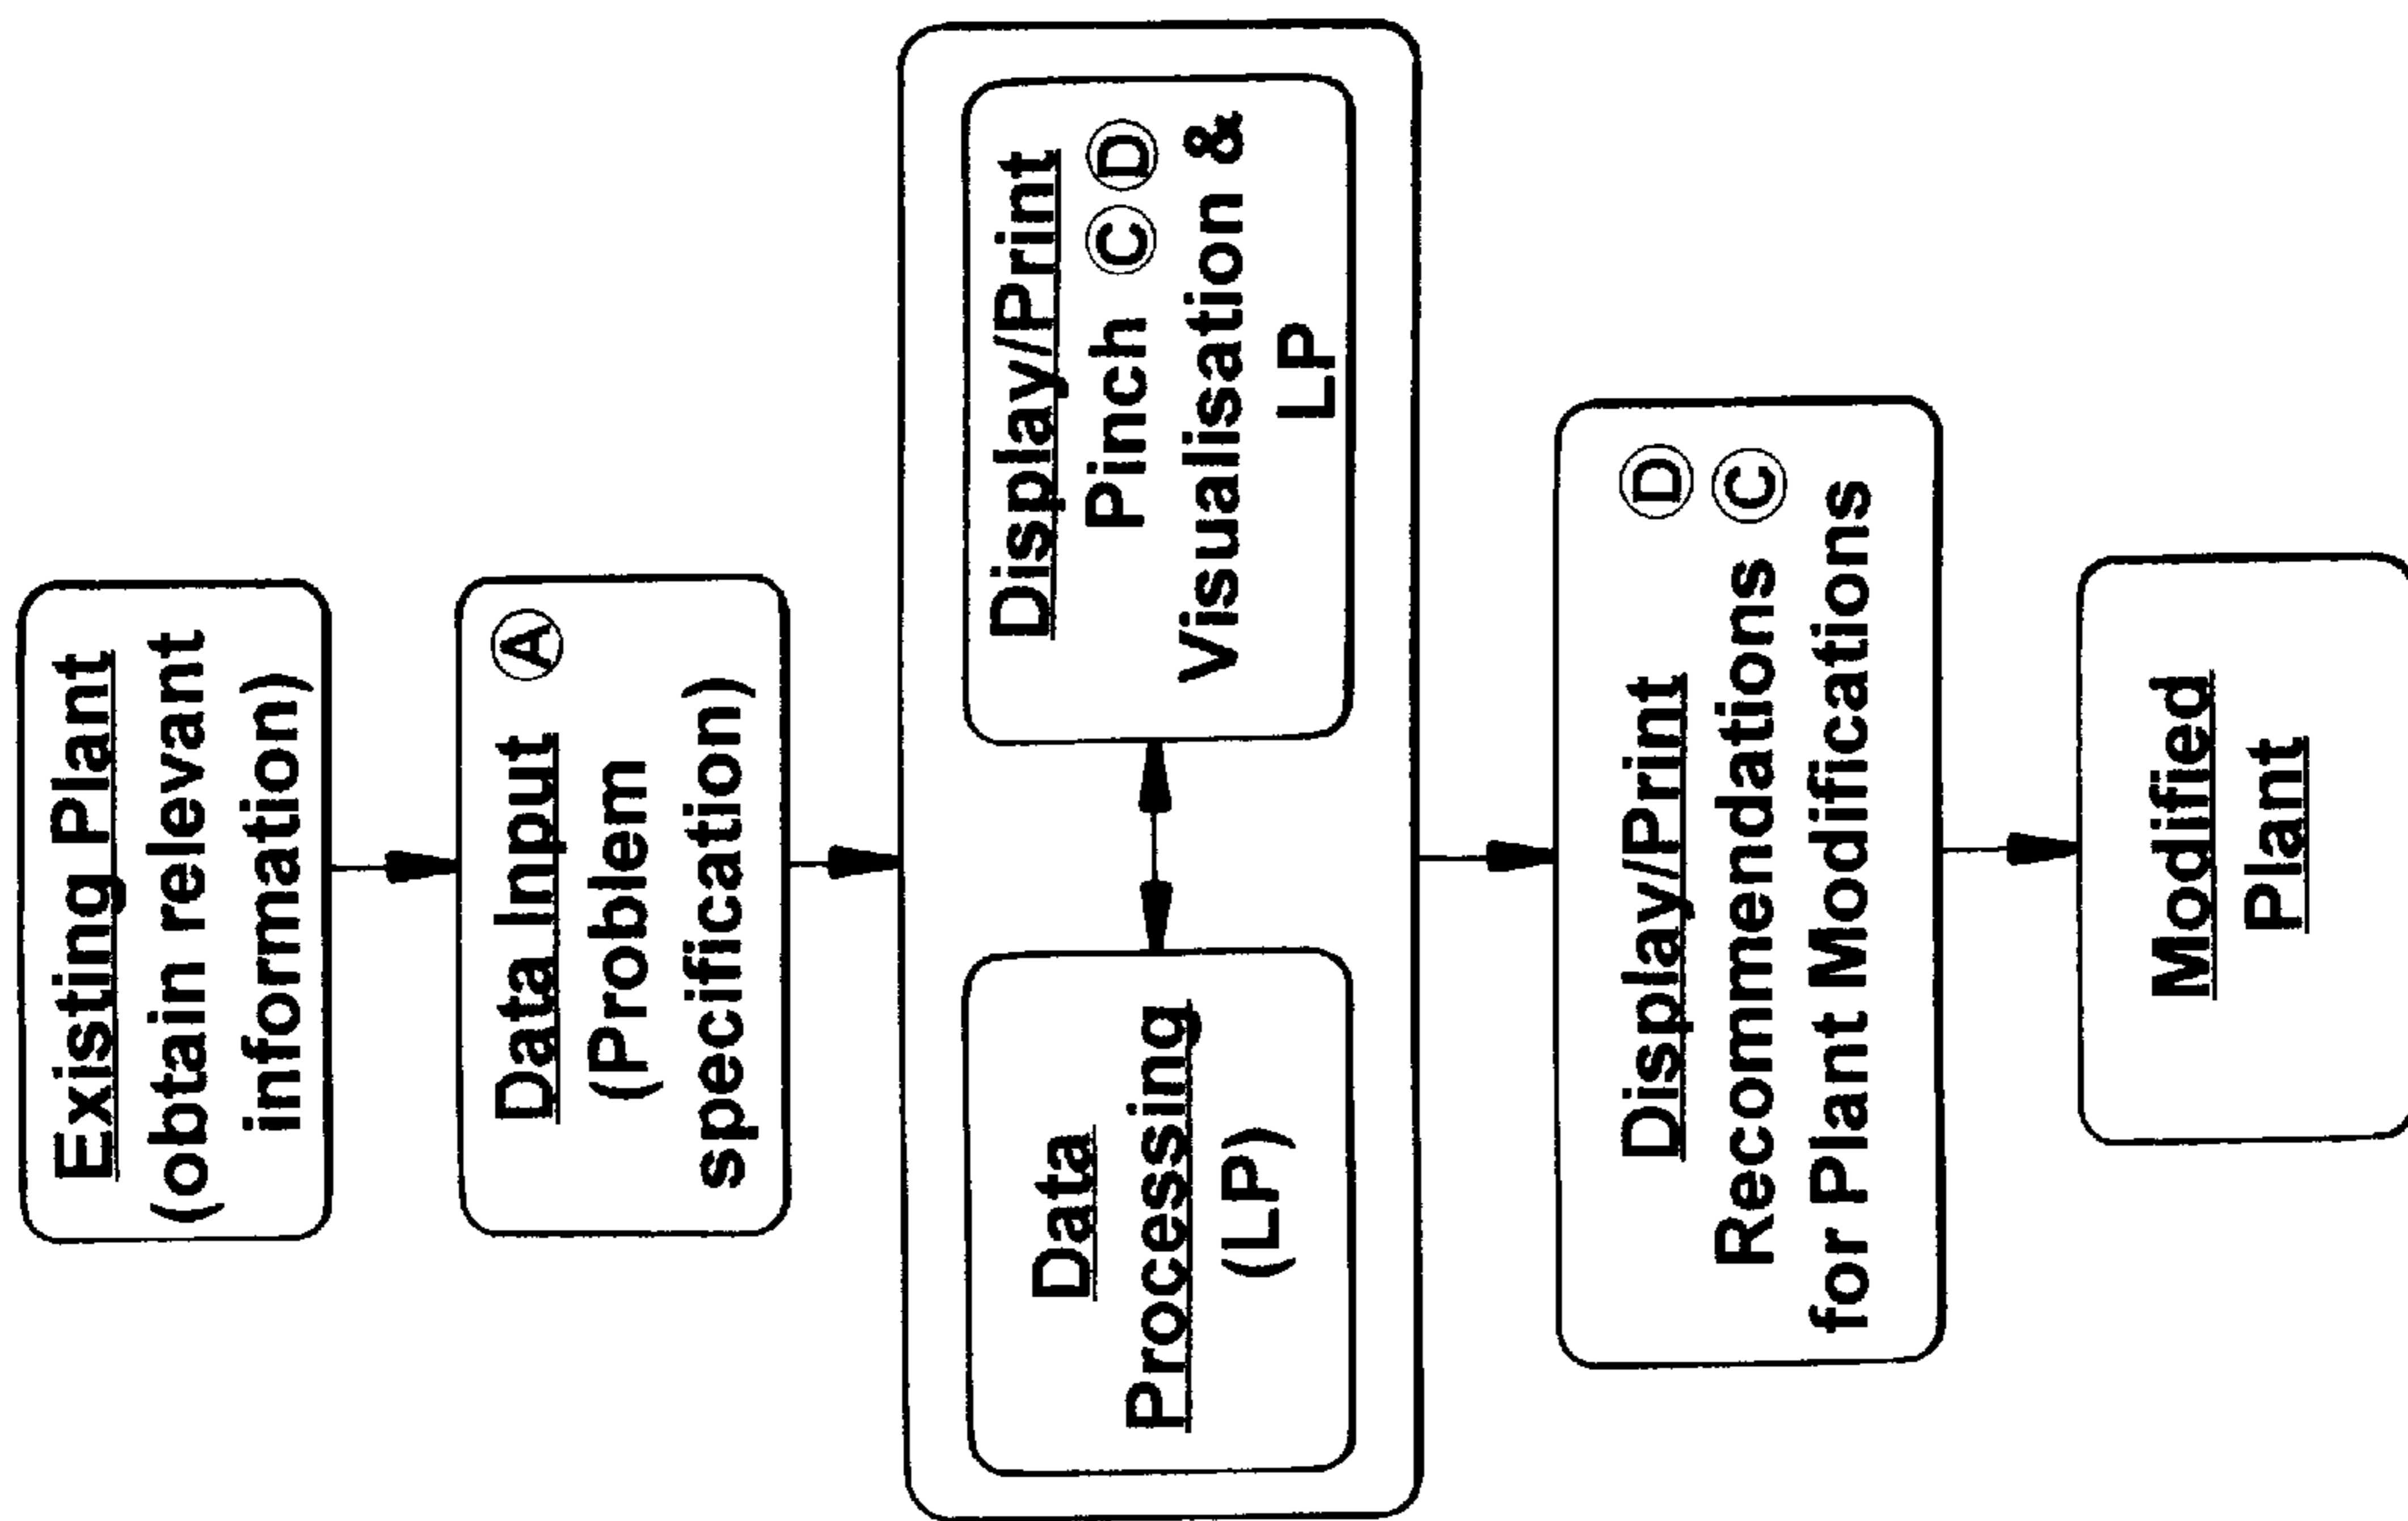 Existing Plant
(obtain relevant
information)
Data Input Ⓐ
(Problem
specification)
Data
Processing
(LP)
Display/Print
Pinch Ⓒ Ⓓ
Visualisation &
LP
Display/Print Ⓓ
Recommendations Ⓒ
for Plant Modifications
Modified
Plant